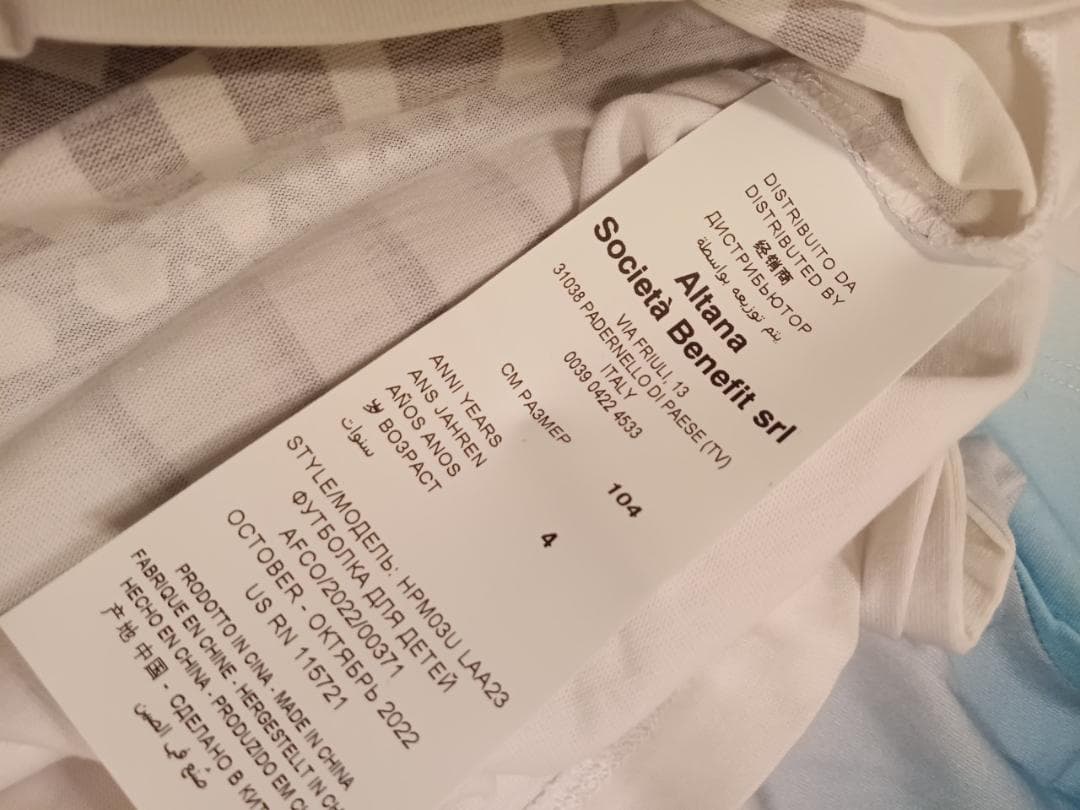 DISTRIBUITO DA
DISTRIBUTED BY
经销商
ДИСТРИБЬЮТОР
يتم توزيعه بواسطة
Altana
Società Benefit srl
VIA FRIULI, 13
31038 PADERNELLO DI PAESE (TV)
ITALY
0039 0422 4533
CM РАЗМЕР 104
ANNI YEARS 4
ANS JAHREN
AÑOS ANOS
岁 ВОЗРАСТ
سنوات
STYLE/МОДЕЛЬ: HPM03U LAA23
ФУТБОЛКА ДЛЯ ДЕТЕЙ
AFCO/2022/00371
OCTOBER - ОКТЯБРЬ 2022
US RN 115721
PRODOTTO IN CINA - MADE IN CHINA
FABRIQUE EN CHINE - HERGESTELLT IN
HECHO EN CHINA - PRODUZIDO EM
产地 中国 - СДЕЛАНО В
صُنع في الصين